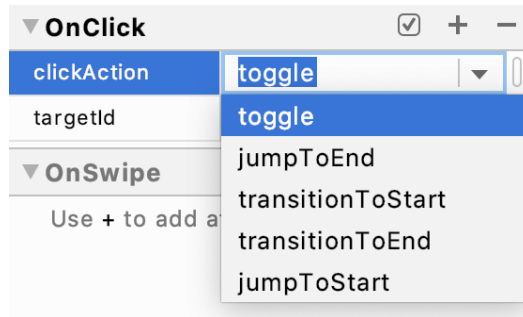 OnClick
clickAction toggle
targetId toggle
jumpToEnd
OnSwipe
transitionToStart
Use + to add
transitionToEnd
jumpToStart